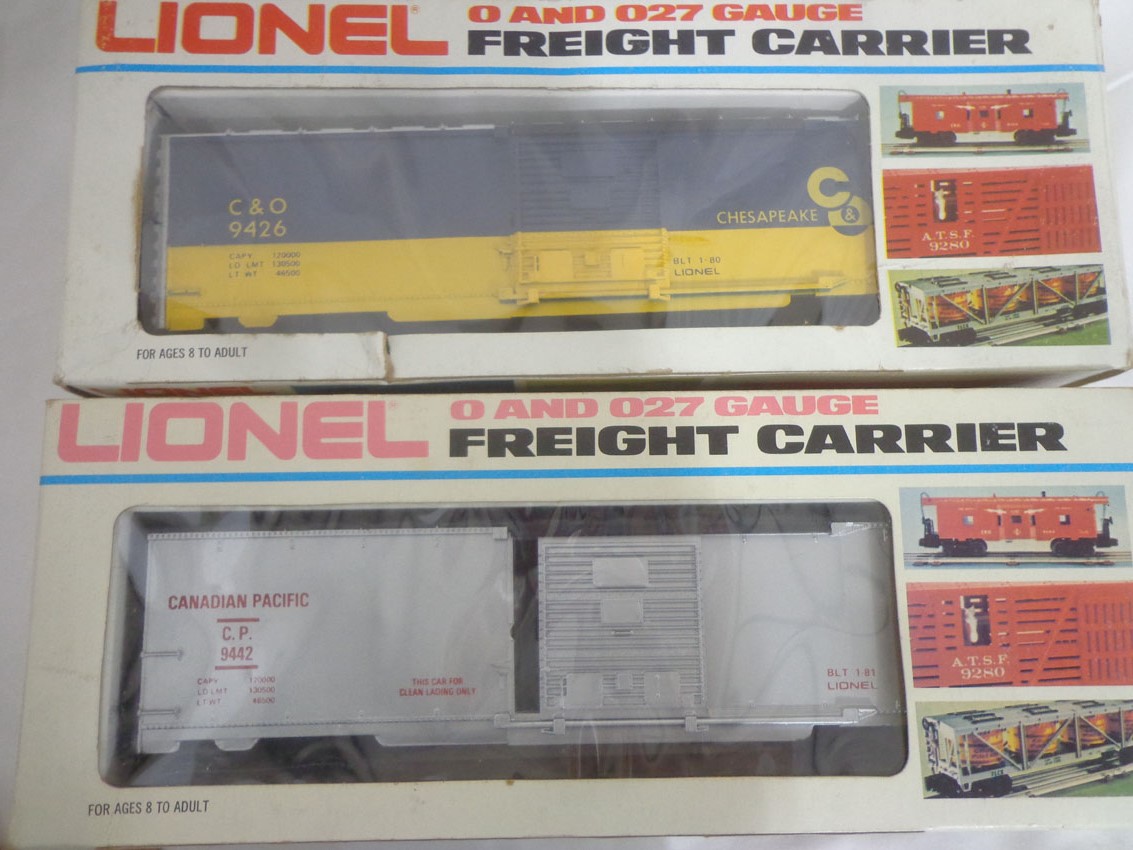 LIONEL
O AND O27 GAUGE
FREIGHT CARRIER
C & O
9426
CAPY 120000
LD LMT 130500
LT WT 46500
CHESAPEAKE
C&O
BLT 1-80
LIONEL
A.T.S.F.
9280
FOR AGES 8 TO ADULT
LIONEL
LIONEL
O AND O27 GAUGE
FREIGHT CARRIER
CANADIAN PACIFIC
C. P.
9442
CAPY 120000
LD LMT 130500
LT WT 46500
THIS CAR FOR
CLEAN LADING ONLY
BLT 1-81
LIONEL
A.T.S.F.
9280
FOR AGES 8 TO ADULT